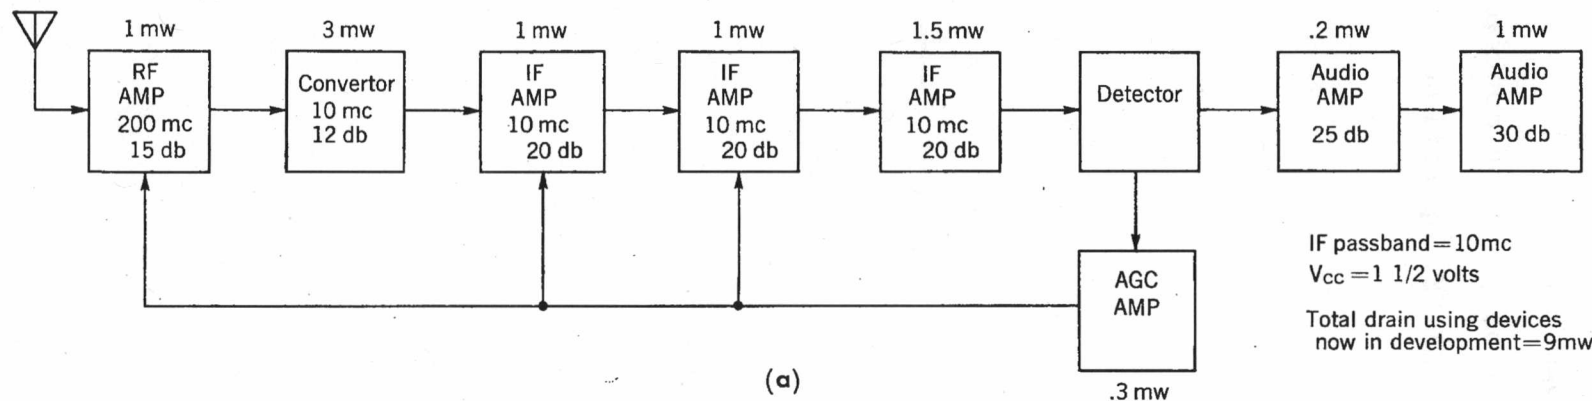 1 mw
RF
AMP
200 mc
15 db
3 mw
Convertor
10 mc
12 db
1 mw
IF
AMP
10 mc
20 db
1 mw
IF
AMP
10 mc
20 db
1.5 mw
IF
AMP
10 mc
20 db
Detector
.2 mw
Audio
AMP
25 db
1 mw
Audio
AMP
30 db
AGC
AMP
.3 mw
IF passband=10mc
Vcc =1 1/2 volts
Total drain using devices
now in development=9mw
(a)